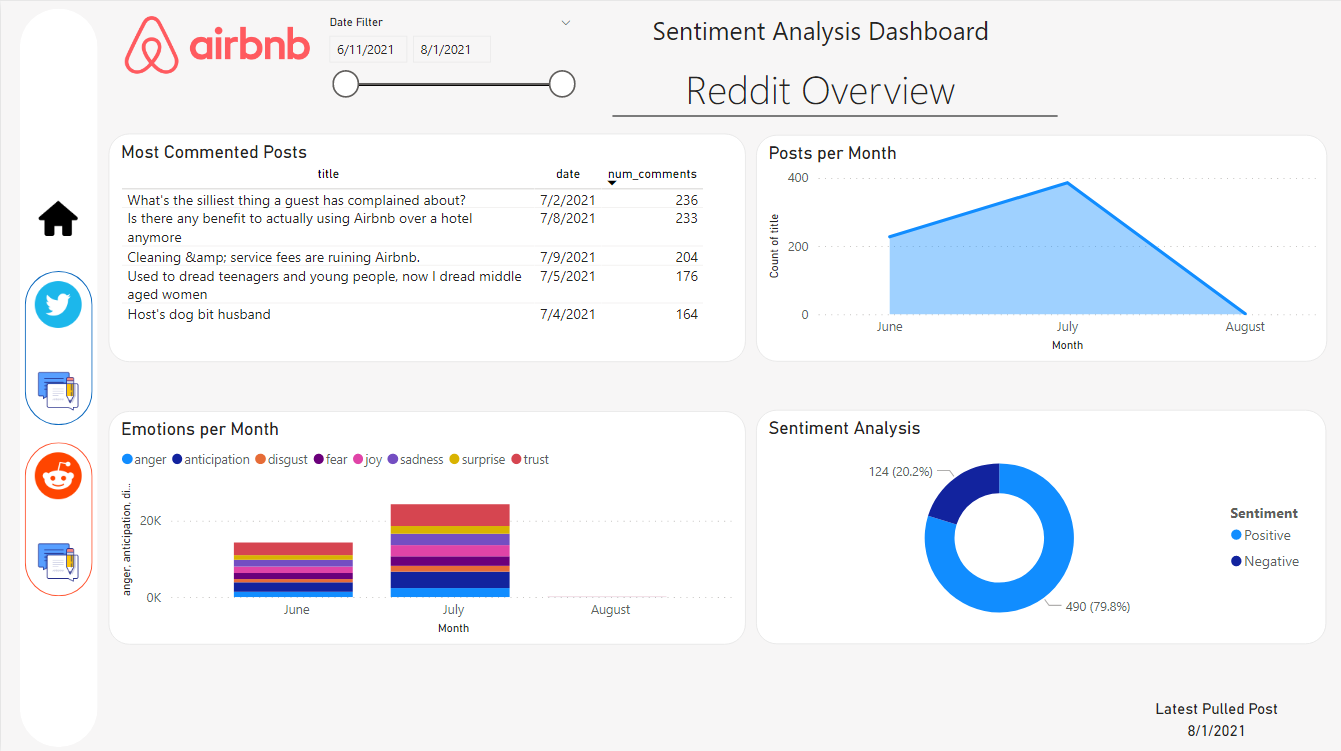 airbnb
Date Filter
6/11/2021 8/1/2021
Sentiment Analysis Dashboard
Reddit Overview
Most Commented Posts
title date num_comments
What's the silliest thing a guest has complained about? 7/2/2021 236
Is there any benefit to actually using Airbnb over a hotel 7/8/2021 233
anymore
Cleaning &amp; service fees are ruining Airbnb. 7/9/2021 204
Used to dread teenagers and young people, now I dread middle 7/5/2021 176
aged women
Host's dog bit husband 7/4/2021 164
Posts per Month
Count of title
400
200
0
June July August
Month
Emotions per Month
anger anticipation disgust fear joy sadness surprise trust
anger, anticipation, di...
20K
0K
June July August
Month
Sentiment Analysis
124 (20.2%)
490 (79.8%)
Sentiment
Positive
Negative
Latest Pulled Post
8/1/2021